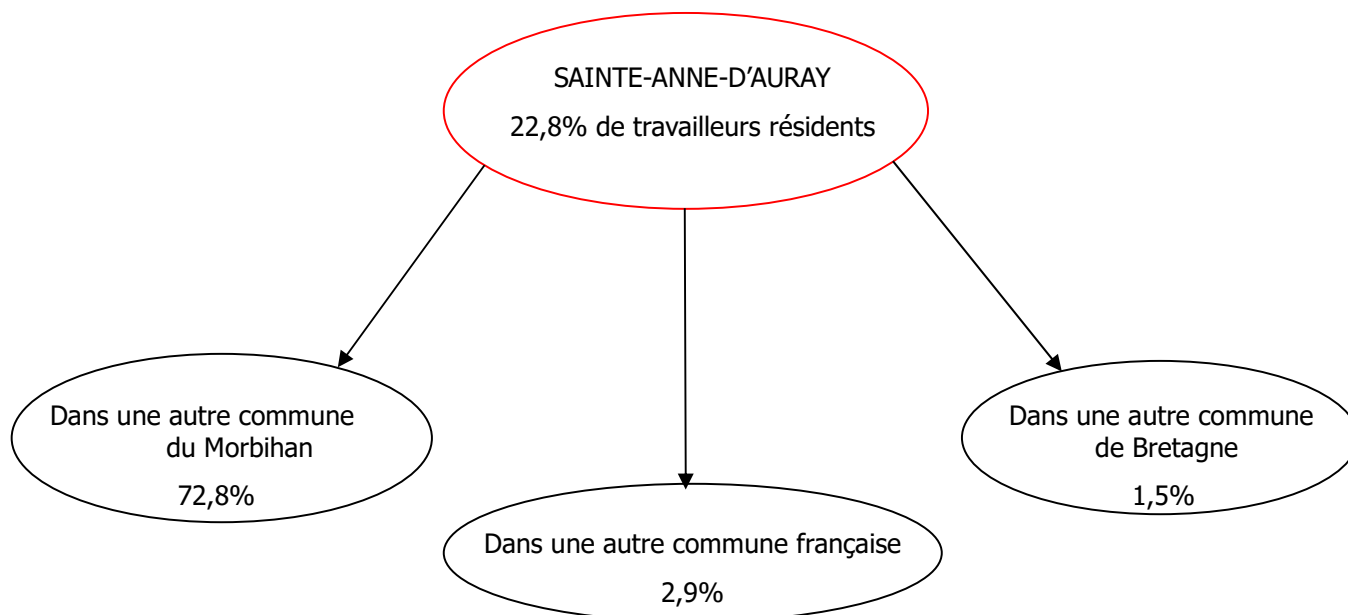 SAINTE-ANNE-D’AURAY
22,8% de travailleurs résidents
Dans une autre commune
du Morbihan
72,8%
Dans une autre commune française
2,9%
Dans une autre commune
de Bretagne
1,5%